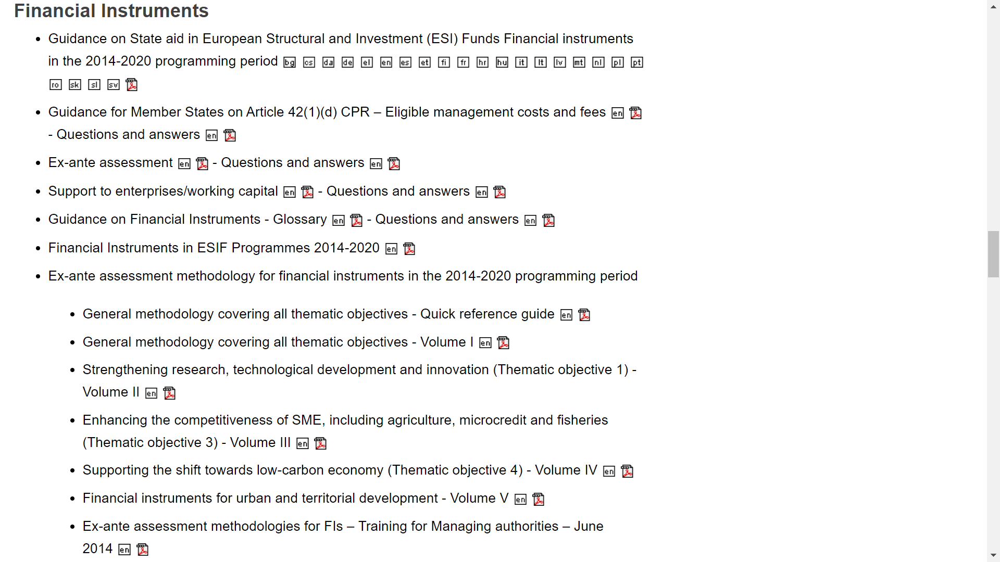 Financial Instruments
Guidance on State aid in European Structural and Investment (ESI) Funds Financial instruments
in the 2014-2020 programming period bg cs da de el en es et fi fr hr hu it lt lv mt nl pl pt
ro sk sl sv
Guidance for Member States on Article 42(1)(d) CPR – Eligible management costs and fees en
- Questions and answers en
Ex-ante assessment en - Questions and answers en
Support to enterprises/working capital en - Questions and answers en
Guidance on Financial Instruments - Glossary en - Questions and answers en
Financial Instruments in ESIF Programmes 2014-2020 en
Ex-ante assessment methodology for financial instruments in the 2014-2020 programming period
General methodology covering all thematic objectives - Quick reference guide en
General methodology covering all thematic objectives - Volume I en
Strengthening research, technological development and innovation (Thematic objective 1) -
Volume II en
Enhancing the competitiveness of SME, including agriculture, microcredit and fisheries
(Thematic objective 3) - Volume III en
Supporting the shift towards low-carbon economy (Thematic objective 4) - Volume IV en
Financial instruments for urban and territorial development - Volume V en
Ex-ante assessment methodologies for FIs – Training for Managing authorities – June
2014 en